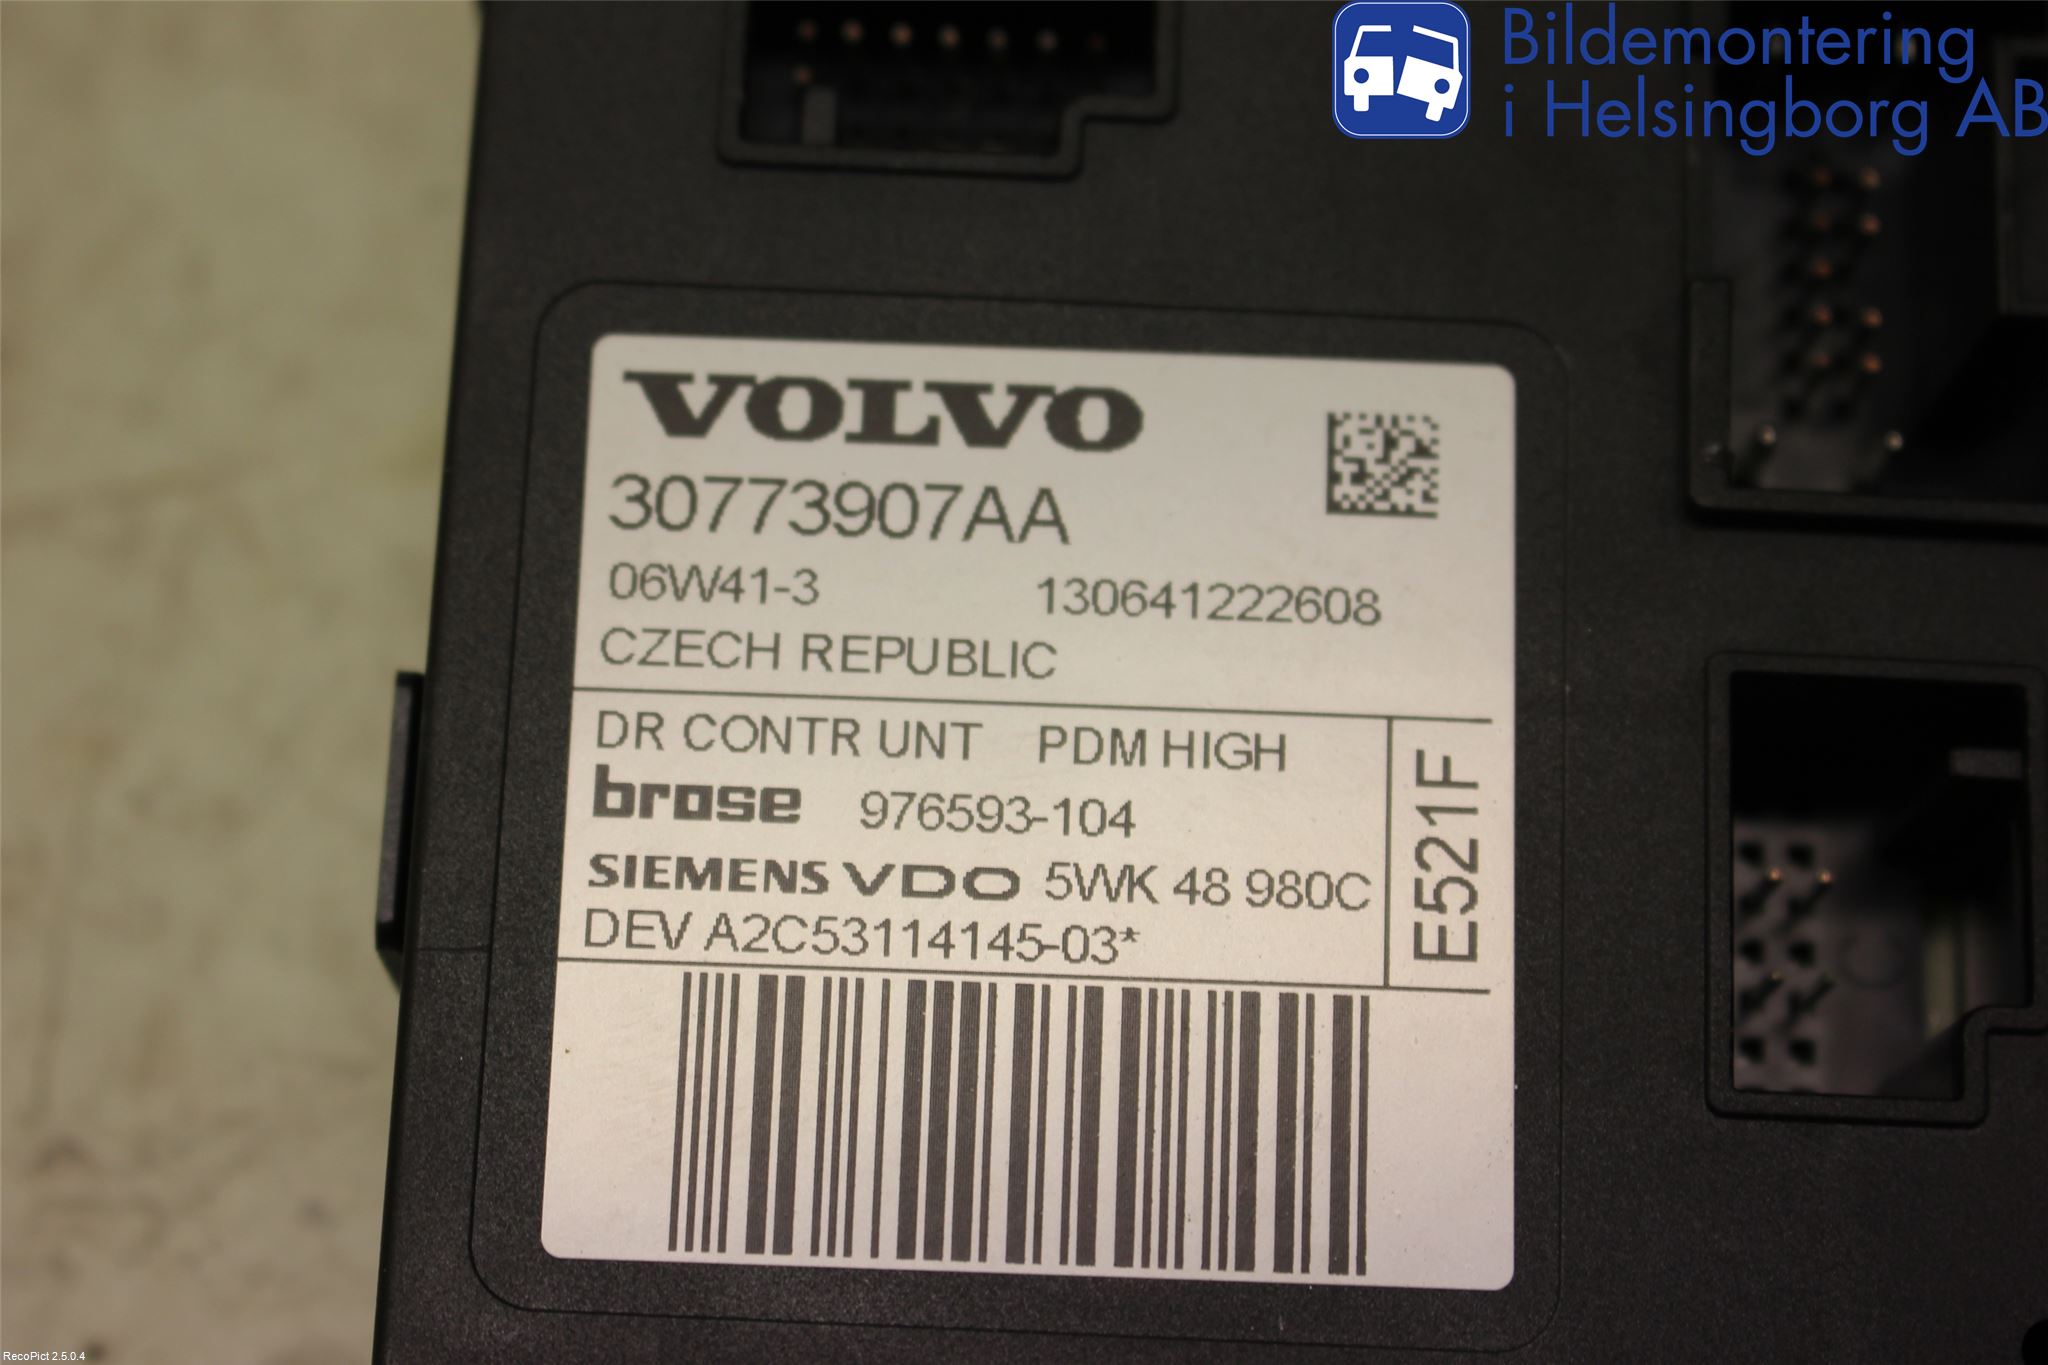 Bildemontering
i Helsingborg AB
VOLVO
30773907AA
06W41-3 130641222608
CZECH REPUBLIC
DR CONTR UNT PDM HIGH
brose 976593-104
SIEMENS VDO 5WK 48 980C
DEV A2C53114145-03*
E521F
RecoPict 2.5.0.4